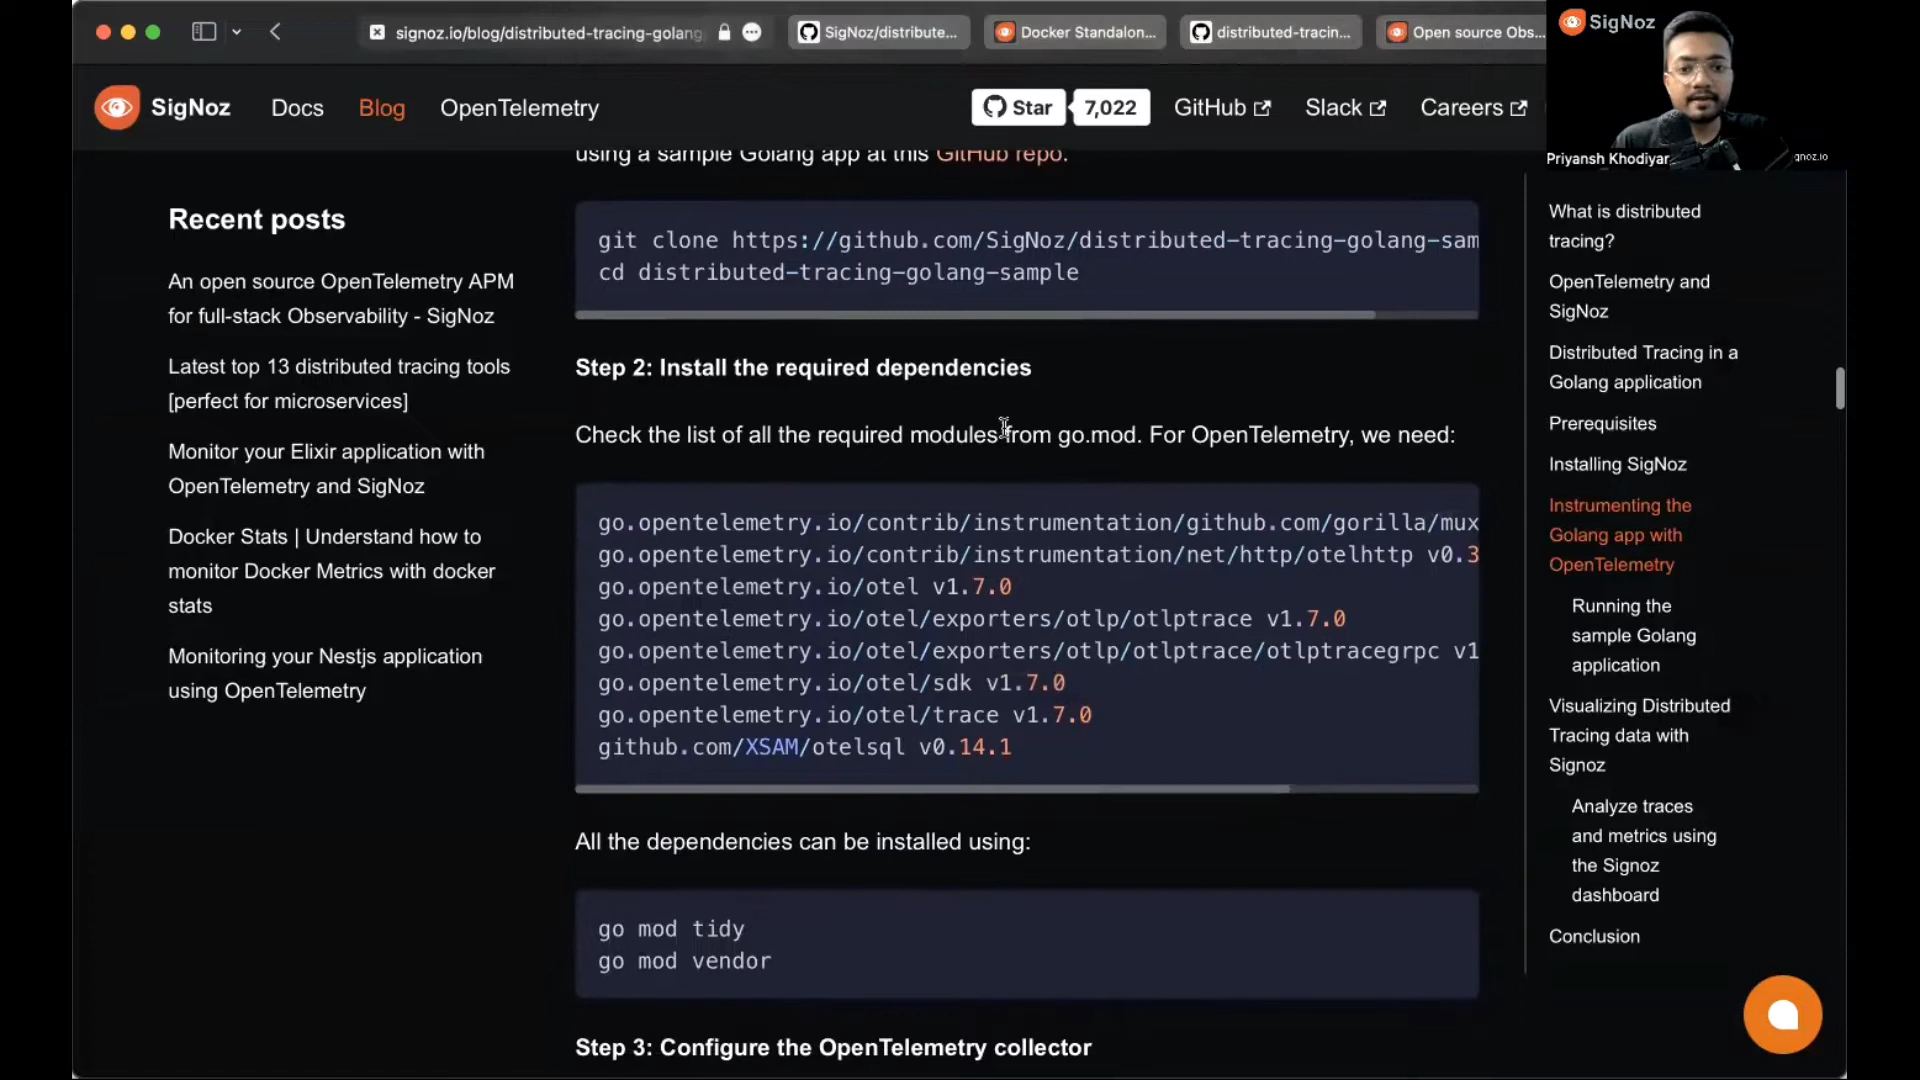 signoz.io/blog/distributed-tracing-golang
SigNoz/distribute...
Docker Standalon...
distributed-tracin...
Open source Obs...
SigNoz
Priyansh Khodiyar
gnoz.io
SigNoz
Docs
Blog
OpenTelemetry
Star
7,022
GitHub
Slack
Careers
Recent posts
An open source OpenTelemetry APM
for full-stack Observability - SigNoz
Latest top 13 distributed tracing tools
[perfect for microservices]
Monitor your Elixir application with
OpenTelemetry and SigNoz
Docker Stats | Understand how to
monitor Docker Metrics with docker
stats
Monitoring your Nestjs application
using OpenTelemetry
using a sample Golang app at this GitHub repo.
git clone https://github.com/SigNoz/distributed-tracing-golang-sam
cd distributed-tracing-golang-sample
Step 2: Install the required dependencies
Check the list of all the required modules from go.mod. For OpenTelemetry, we need:
go.opentelemetry.io/contrib/instrumentation/github.com/gorilla/mux
go.opentelemetry.io/contrib/instrumentation/net/http/otelhttp v0.3
go.opentelemetry.io/otel v1.7.0
go.opentelemetry.io/otel/exporters/otlp/otlptrace v1.7.0
go.opentelemetry.io/otel/exporters/otlp/otlptrace/otlptracegrpc v1
go.opentelemetry.io/otel/sdk v1.7.0
go.opentelemetry.io/otel/trace v1.7.0
github.com/XSAM/otelsql v0.14.1
All the dependencies can be installed using:
go mod tidy
go mod vendor
Step 3: Configure the OpenTelemetry collector
What is distributed
tracing?
OpenTelemetry and
SigNoz
Distributed Tracing in a
Golang application
Prerequisites
Installing SigNoz
Instrumenting the
Golang app with
OpenTelemetry
Running the
sample Golang
application
Visualizing Distributed
Tracing data with
Signoz
Analyze traces
and metrics using
the Signoz
dashboard
Conclusion